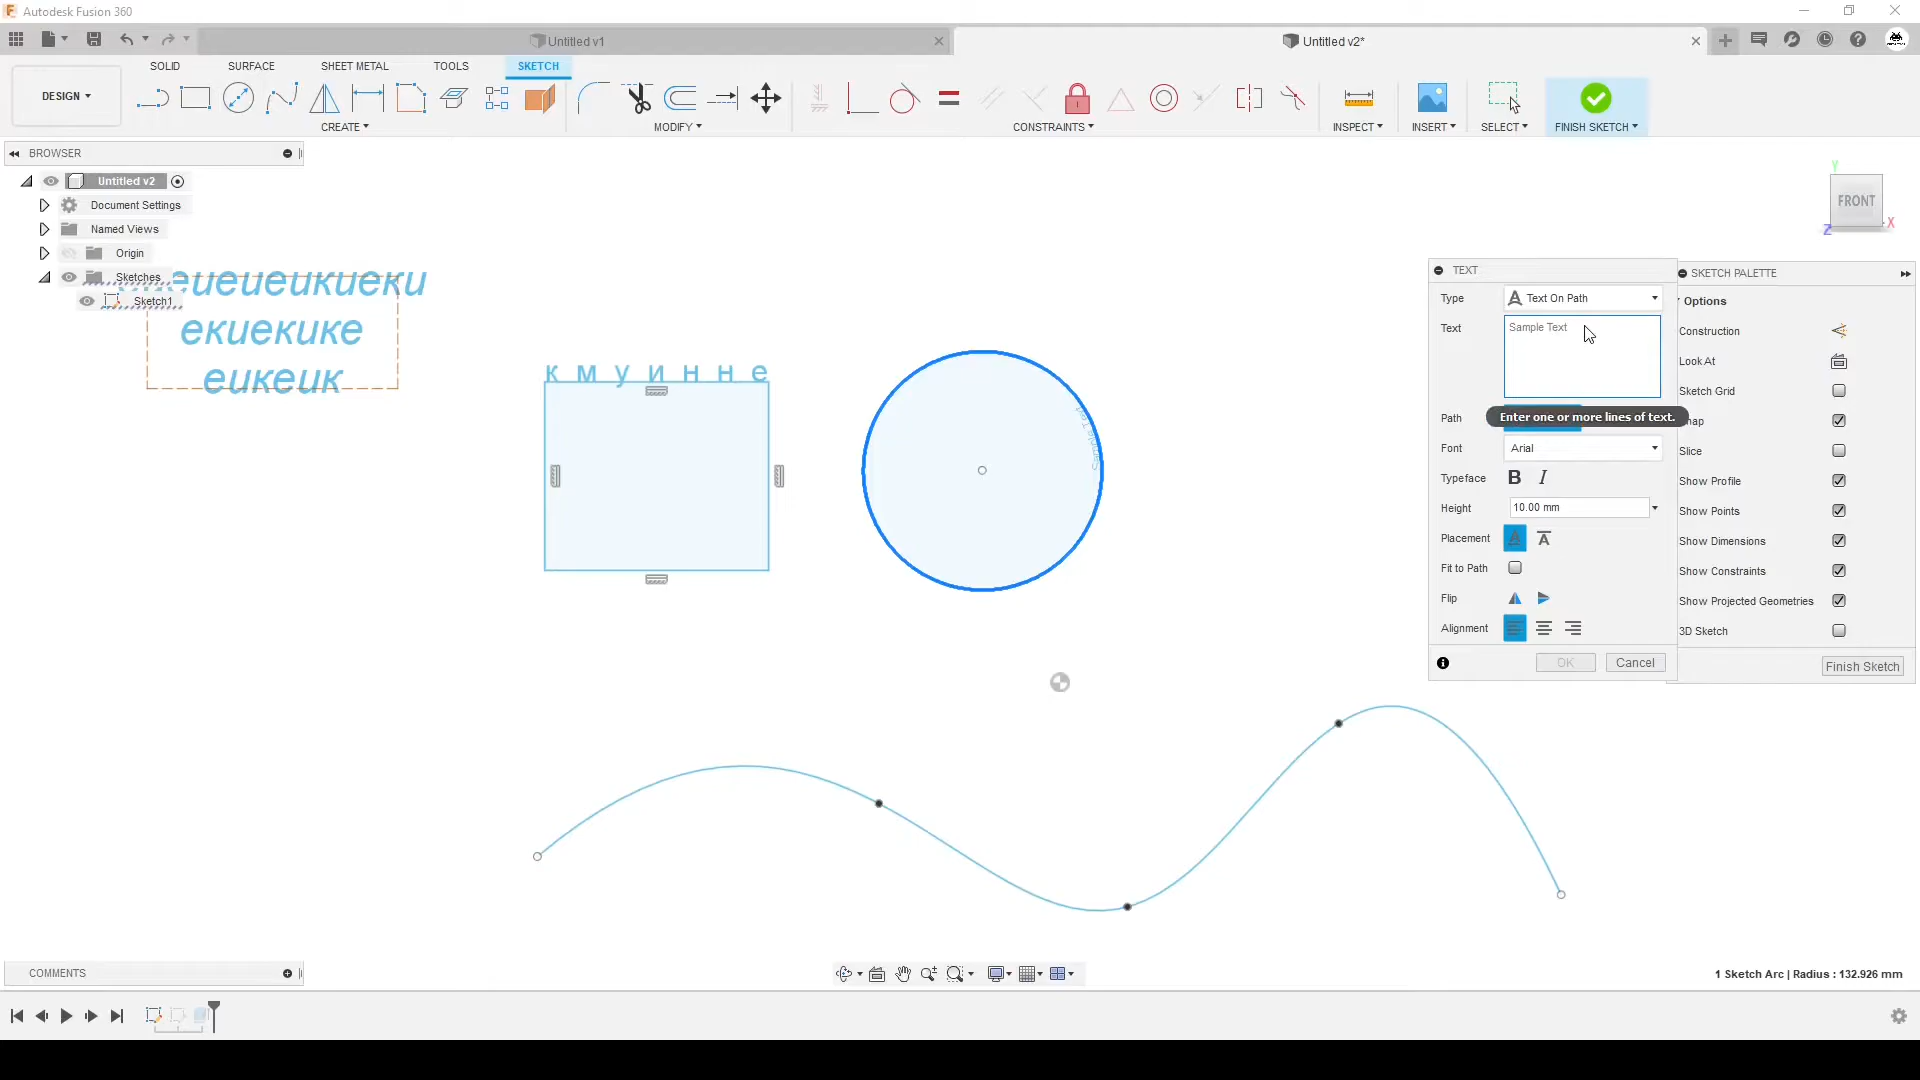 Autodesk Fusion 360
Untitled v1
Untitled v2*
SOLID SURFACE SHEET METAL TOOLS SKETCH
DESIGN
CREATE MODIFY CONSTRAINTS INSPECT INSERT SELECT FINISH SKETCH
BROWSER
Untitled v2
Document Settings
Named Views
Origin
Sketches
Sketch1
екиекике
еикеик
к м у и н н е
Sample Text
Y
FRONT
X
Z
TEXT
Type Text On Path
Text Sample Text
Path
Enter one or more lines of text.
Font Arial
Typeface B I
Height 10.00 mm
Placement A A
Fit to Path
Flip
Alignment
OK Cancel
SKETCH PALETTE
Options
Construction
Look At
Sketch Grid
Slice
Show Profile
Show Points
Show Dimensions
Show Constraints
Show Projected Geometries
3D Sketch
Finish Sketch
COMMENTS
1 Sketch Arc | Radius : 132.926 mm